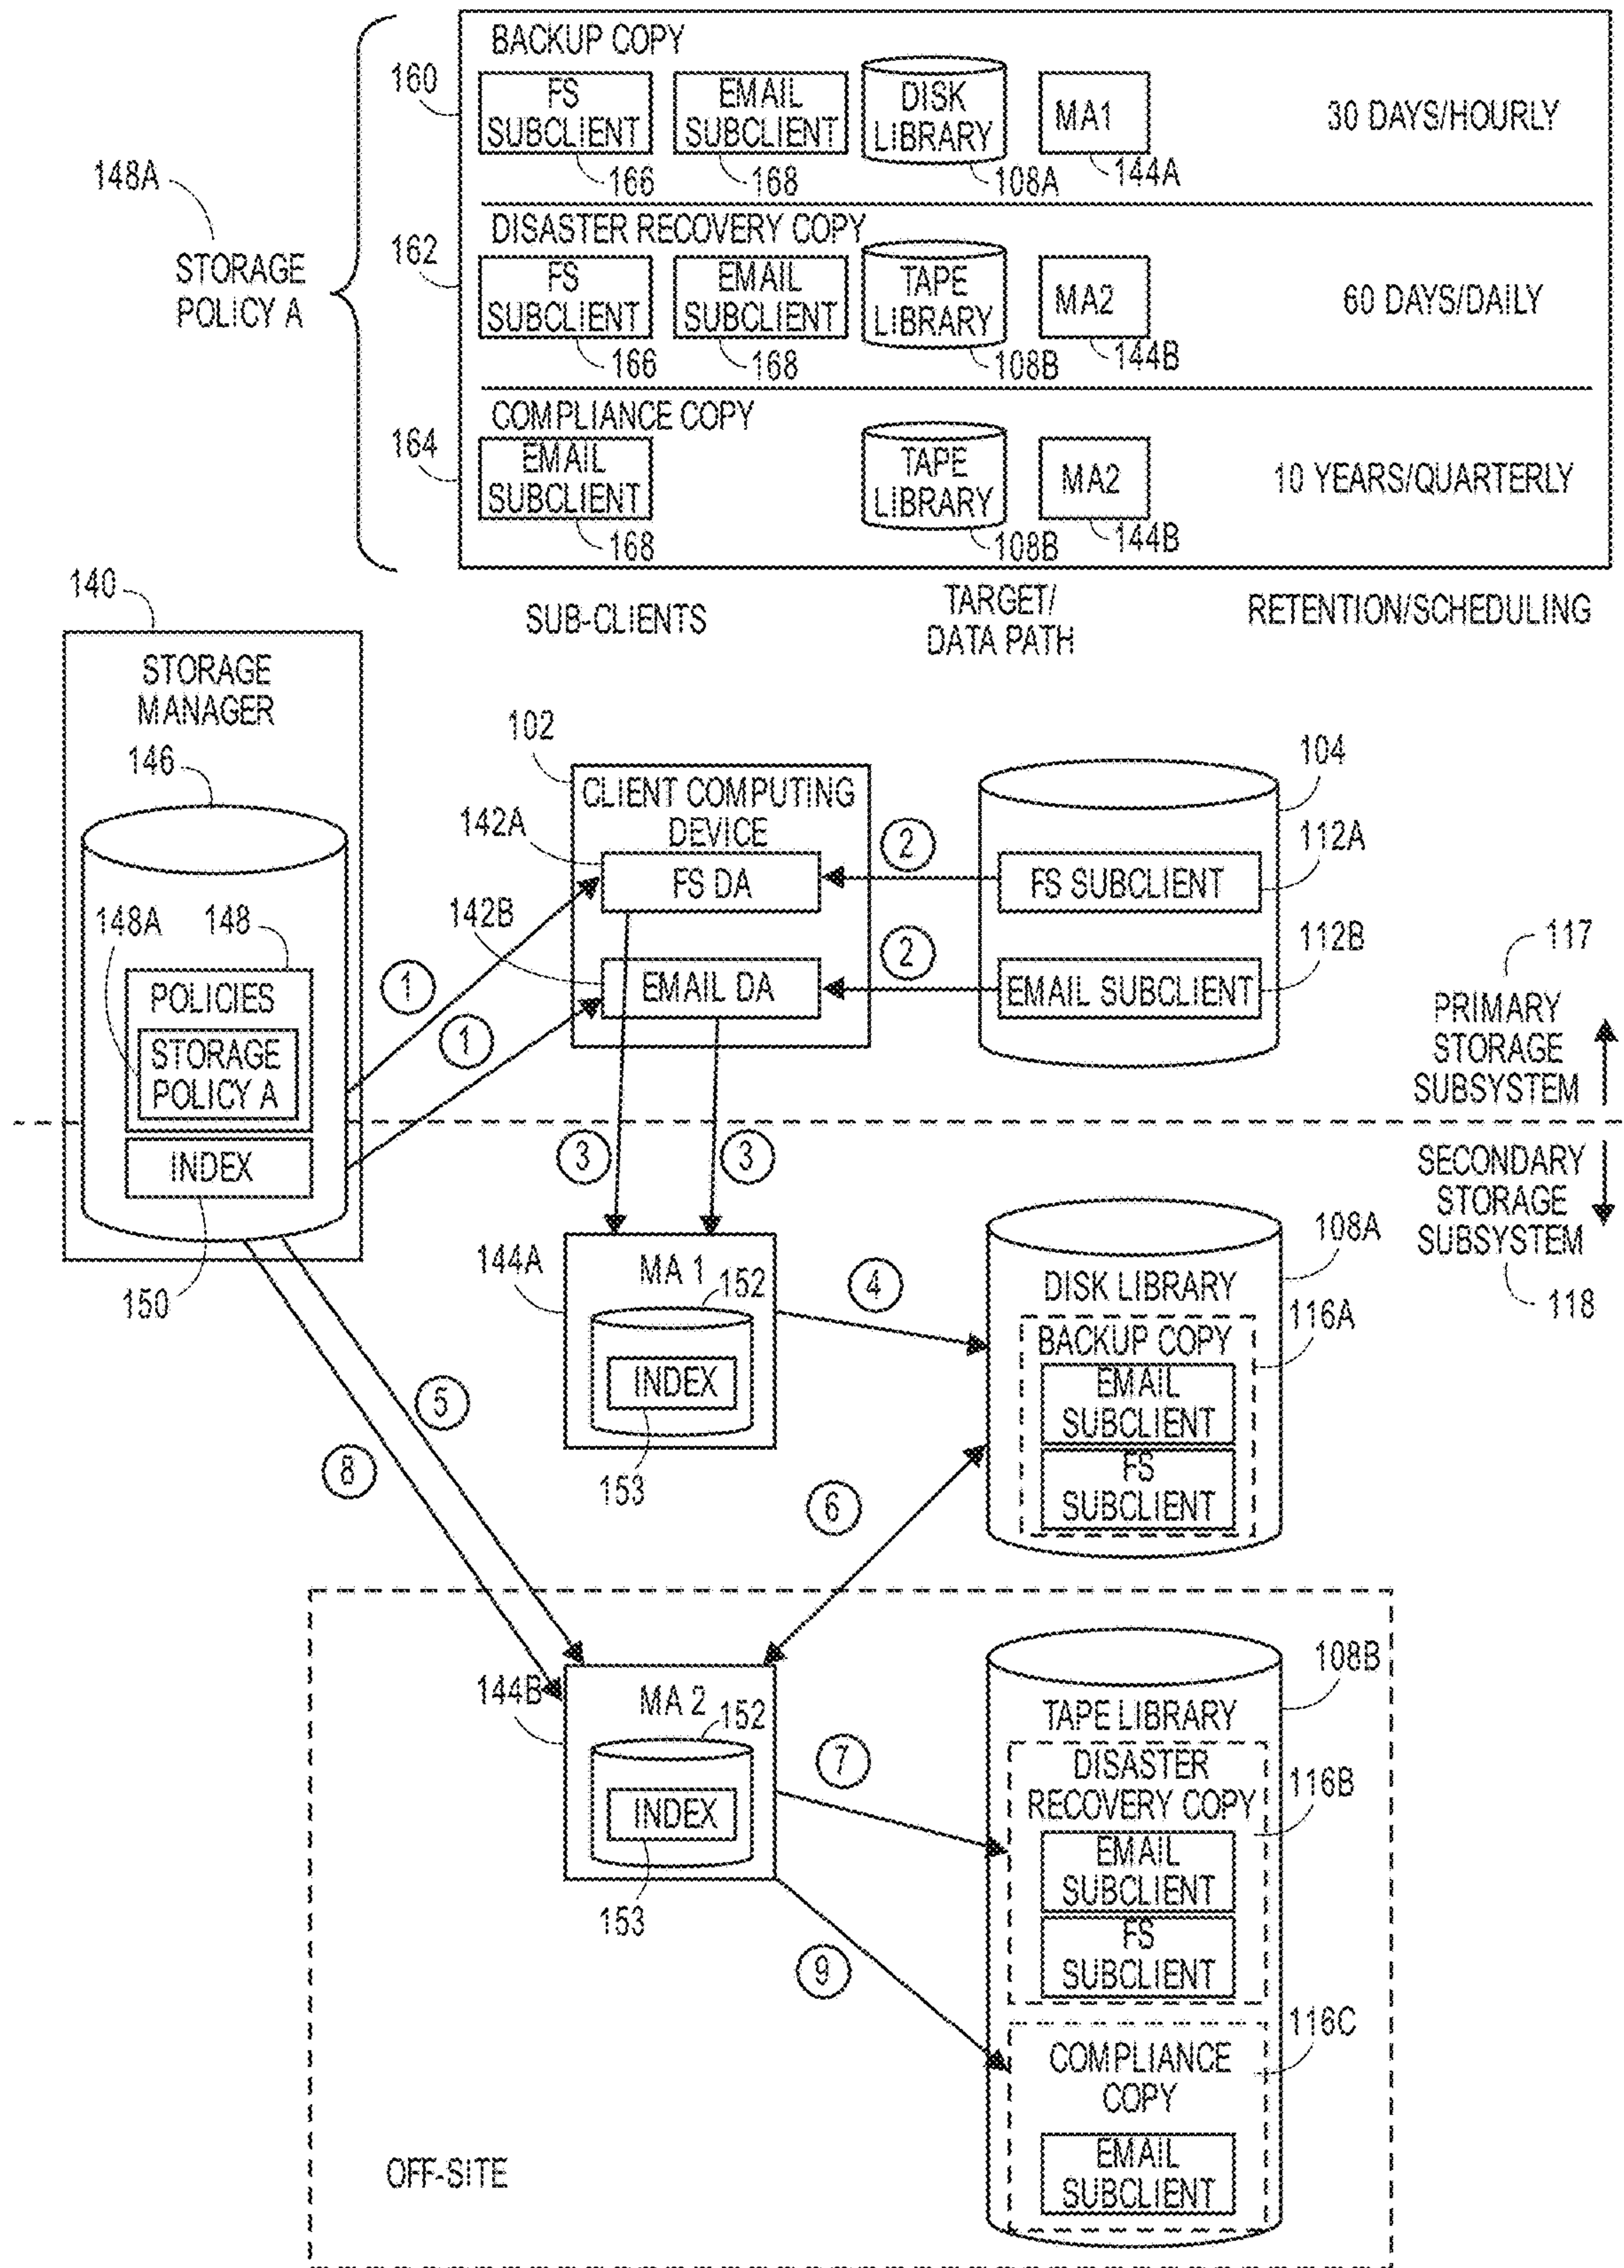 BACKUP COPY
160
FS
SUBCLIENT
166
EMAIL
SUBCLIENT
168
DISK
LIBRARY
108A
MA1
144A
30 DAYS/HOURLY
148A
STORAGE
POLICY A
DISASTER RECOVERY COPY
162
FS
SUBCLIENT
166
EMAIL
SUBCLIENT
168
TAPE
LIBRARY
108B
MA2
144B
60 DAYS/DAILY
COMPLIANCE COPY
164
EMAIL
SUBCLIENT
168
TAPE
LIBRARY
108B
MA2
144B
10 YEARS/QUARTERLY
SUB-CLIENTS
TARGET/
DATA PATH
RETENTION/SCHEDULING
140
STORAGE
MANAGER
146
148A
148
POLICIES
STORAGE
POLICY A
INDEX
150
1
1
102
CLIENT COMPUTING
DEVICE
142A
FS DA
142B
EMAIL DA
2
2
104
FS SUBCLIENT
112A
EMAIL SUBCLIENT
112B
117
PRIMARY
STORAGE
SUBSYSTEM
SECONDARY
STORAGE
SUBSYSTEM
118
3
3
144A
MA 1
152
INDEX
153
4
108A
DISK LIBRARY
116A
BACKUP COPY
EMAIL
SUBCLIENT
FS
SUBCLIENT
5
8
6
144B
MA 2
152
INDEX
153
7
9
108B
TAPE LIBRARY
DISASTER
RECOVERY COPY
116B
EMAIL
SUBCLIENT
FS
SUBCLIENT
116C
COMPLIANCE
COPY
EMAIL
SUBCLIENT
OFF-SITE